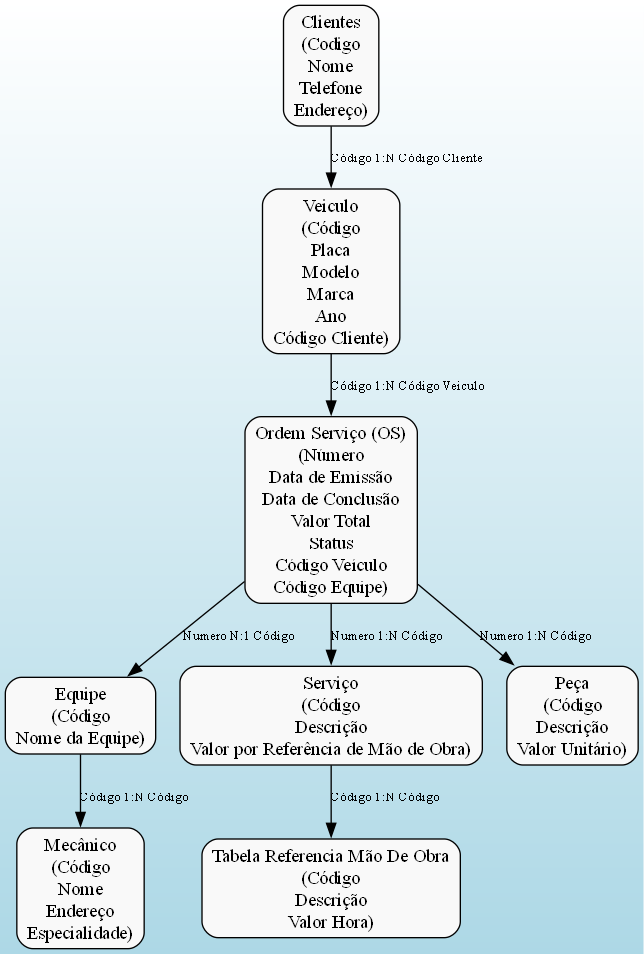 Clientes
(Codigo
Nome
Telefone
Endereço)
Código 1:N Código Cliente
Veiculo
(Código
Placa
Modelo
Marca
Ano
Código Cliente)
Código 1:N Código Veiculo
Ordem Serviço (OS)
(Número
Data de Emissão
Data de Conclusão
Valor Total
Status
Código Veículo
Código Equipe)
Numero N:1 Código
Numero 1:N Código
Numero 1:N Código
Equipe
(Código
Nome da Equipe)
Serviço
(Código
Descrição
Valor por Referência de Mão de Obra)
Peça
(Código
Descrição
Valor Unitário)
Código 1:N Código
Código 1:N Código
Mecânico
(Código
Nome
Endereço
Especialidade)
Tabela Referencia Mão De Obra
(Código
Descrição
Valor Hora)